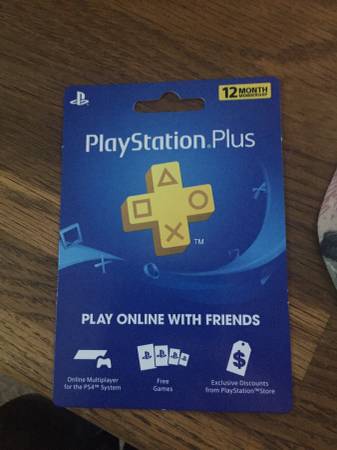 12 MONTH
MEMBERSHIP
PlayStation.Plus
TM
PLAY ONLINE WITH FRIENDS
Online Multiplayer
for the PS4™ System
Free
Games
Exclusive Discounts
from PlayStation™Store